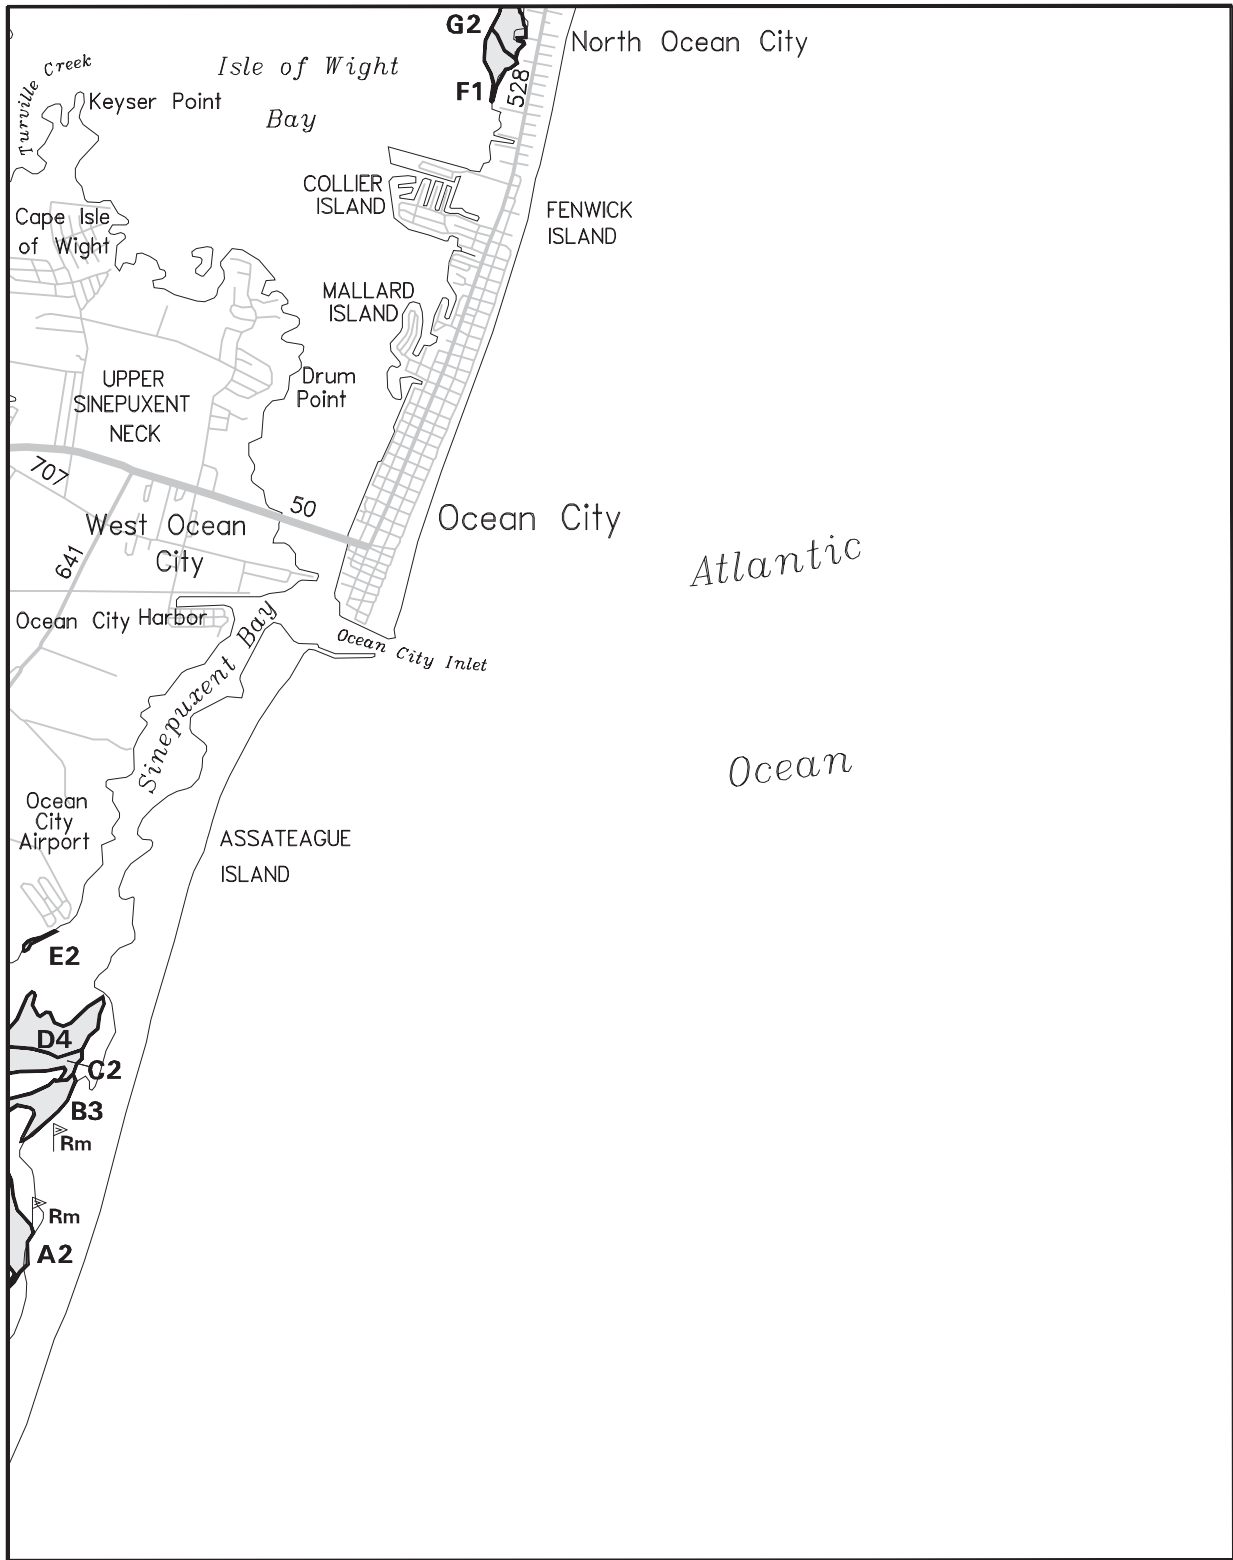 G2
North Ocean City
Isle of Wight
Bay
Turville Creek
Keyser Point
F1
528
COLLIER
ISLAND
FENWICK
ISLAND
Cape Isle
of Wight
MALLARD
ISLAND
UPPER
SINEPUXENT
NECK
Drum
Point
707
50
Ocean City
West Ocean
City
641
Atlantic
Ocean City Harbor
Sinepuxent Bay
Ocean City Inlet
Ocean
Ocean
City
Airport
ASSATEAGUE
ISLAND
E2
D4
C2
B3
Rm
Rm
A2